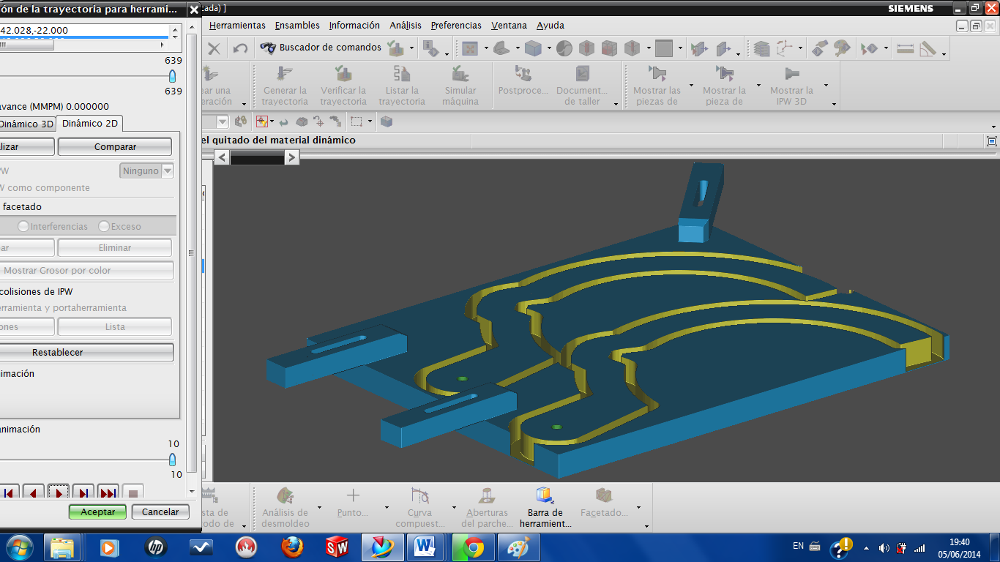 ón de la trayectoria para herrami...
cada) ]
SIEMENS
42.028,-22.000
Herramientas Ensambles Información Análisis Preferencias Ventana Ayuda
Buscador de comandos
639
639
ear una
eración
Generar la
trayectoria
Verificar la
trayectoria
Listar la
trayectoria
Simular
máquina
Postproce...
Document...
de taller
Mostrar las
piezas de
Mostrar la
pieza de
Mostrar la
IPW 3D
avance (MMPM) 0.000000
Dinámico 3D Dinámico 2D
el quitado del material dinámico
lizar Comparar
PW Ninguno
W como componente
facetado
Interferencias Exceso
ar Eliminar
Mostrar Grosor por color
colisiones de IPW
erramienta y portaherramienta
ones Lista
Restablecer
nimación
animación
10
10
Aceptar Cancelar
sta de
odo de
Análisis de
desmoldeo
Punto...
Curva
compuest...
Aberturas
del parche...
Barra de
herramient...
Facetado...
hp
SW
W
EN
19:40
05/06/2014